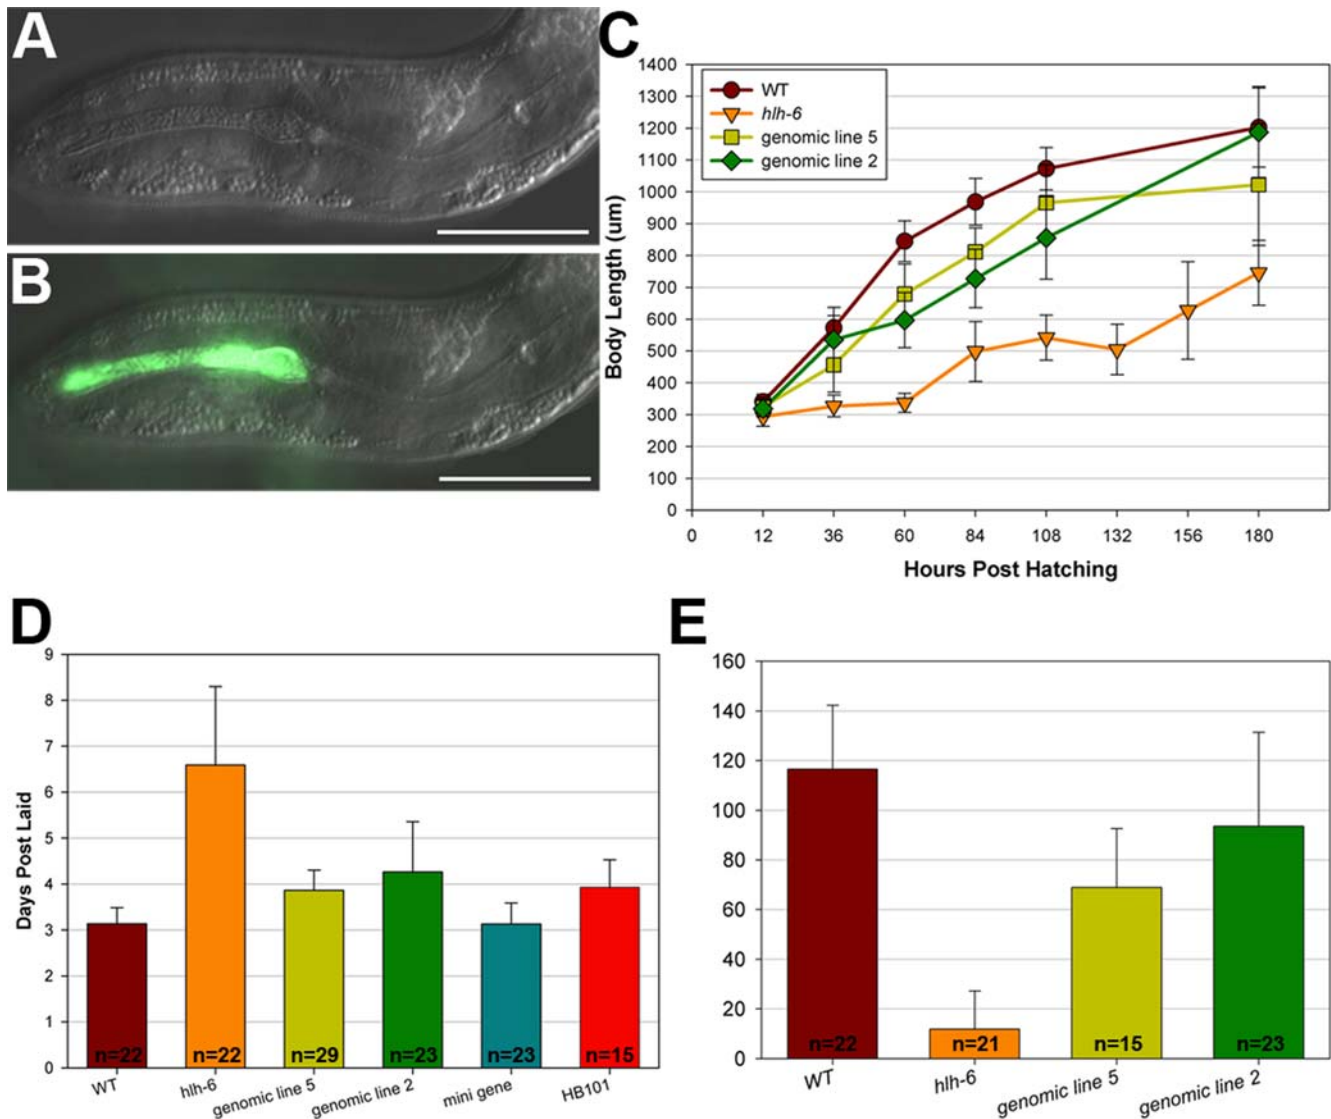 A
B
C
1400
1300
1200
1100
1000
900
800
700
600
500
400
300
200
100
0
Body Length (um)
WT
hlh-6
genomic line 5
genomic line 2
0 12 36 60 84 108 132 156 180
Hours Post Hatching
D
9
8
7
6
5
4
3
2
1
0
Days Post Laid
n=22 n=22 n=29 n=23 n=23 n=15
WT hlh-6 genomic line 5 genomic line 2 mini gene HB101
E
160
140
120
100
80
60
40
20
0
n=22 n=21 n=15 n=23
WT hlh-6 genomic line 5 genomic line 2